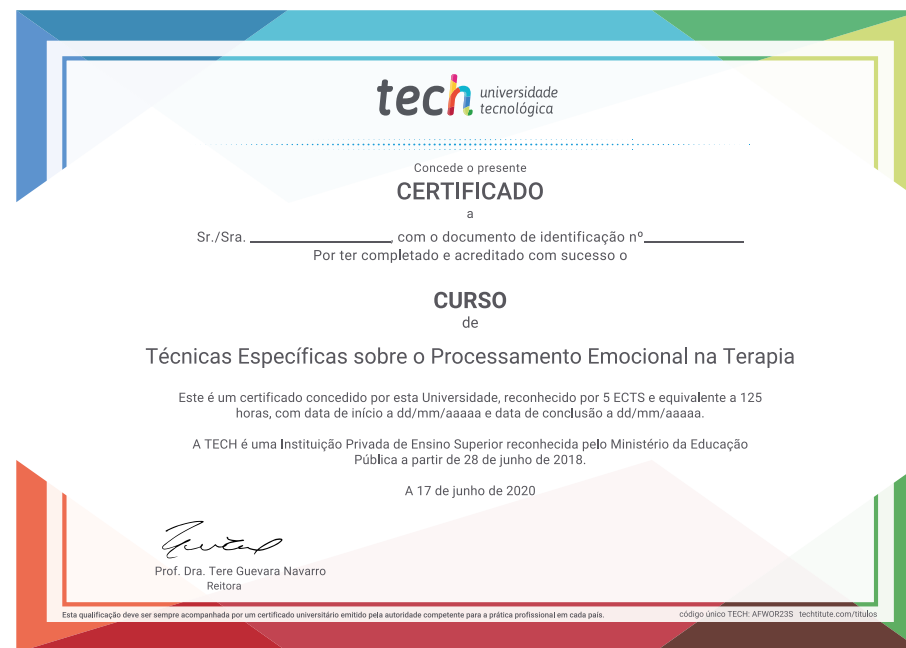 tech universidade
tecnológica
Concede o presente
CERTIFICADO
a
Sr./Sra. ________________, com o documento de identificação nº____________
Por ter completado e acreditado com sucesso o
CURSO
de
Técnicas Específicas sobre o Processamento Emocional na Terapia
Este é um certificado concedido por esta Universidade, reconhecido por 5 ECTS e equivalente a 125
horas, com data de início a dd/mm/aaaaa e data de conclusão a dd/mm/aaaaa.
A TECH é uma Instituição Privada de Ensino Superior reconhecida pelo Ministério da Educação
Pública a partir de 28 de junho de 2018.
A 17 de junho de 2020
Prof. Dra. Tere Guevara Navarro
Reitora
Esta qualificação deve ser sempre acompanhada por um certificado universitário emitido pela autoridade competente para a prática profissional em cada país.
código único TECH: AFWOR23S techtitute.com/titulos